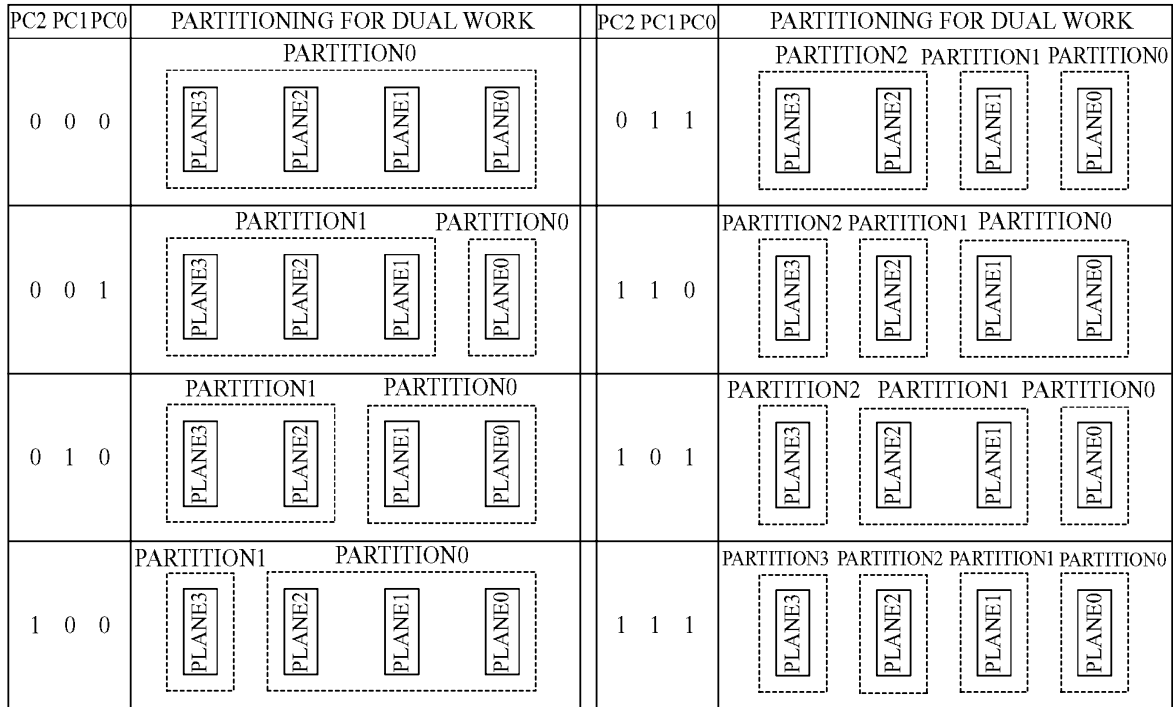 PC2 PC1 PC0 PARTITIONING FOR DUAL WORK PC2 PC1 PC0 PARTITIONING FOR DUAL WORK
PARTITION0
0 0 0
PLANE3 PLANE2 PLANE1 PLANE0
PARTITION2 PARTITION1 PARTITION0
0 1 1
PLANE3 PLANE2 PLANE1 PLANE0
PARTITION1 PARTITION0
0 0 1
PLANE3 PLANE2 PLANE1 PLANE0
PARTITION2 PARTITION1 PARTITION0
1 1 0
PLANE3 PLANE2 PLANE1 PLANE0
PARTITION1 PARTITION0
0 1 0
PLANE3 PLANE2 PLANE1 PLANE0
PARTITION2 PARTITION1 PARTITION0
1 0 1
PLANE3 PLANE2 PLANE1 PLANE0
PARTITION1 PARTITION0
1 0 0
PLANE3 PLANE2 PLANE1 PLANE0
PARTITION3 PARTITION2 PARTITION1 PARTITION0
1 1 1
PLANE3 PLANE2 PLANE1 PLANE0